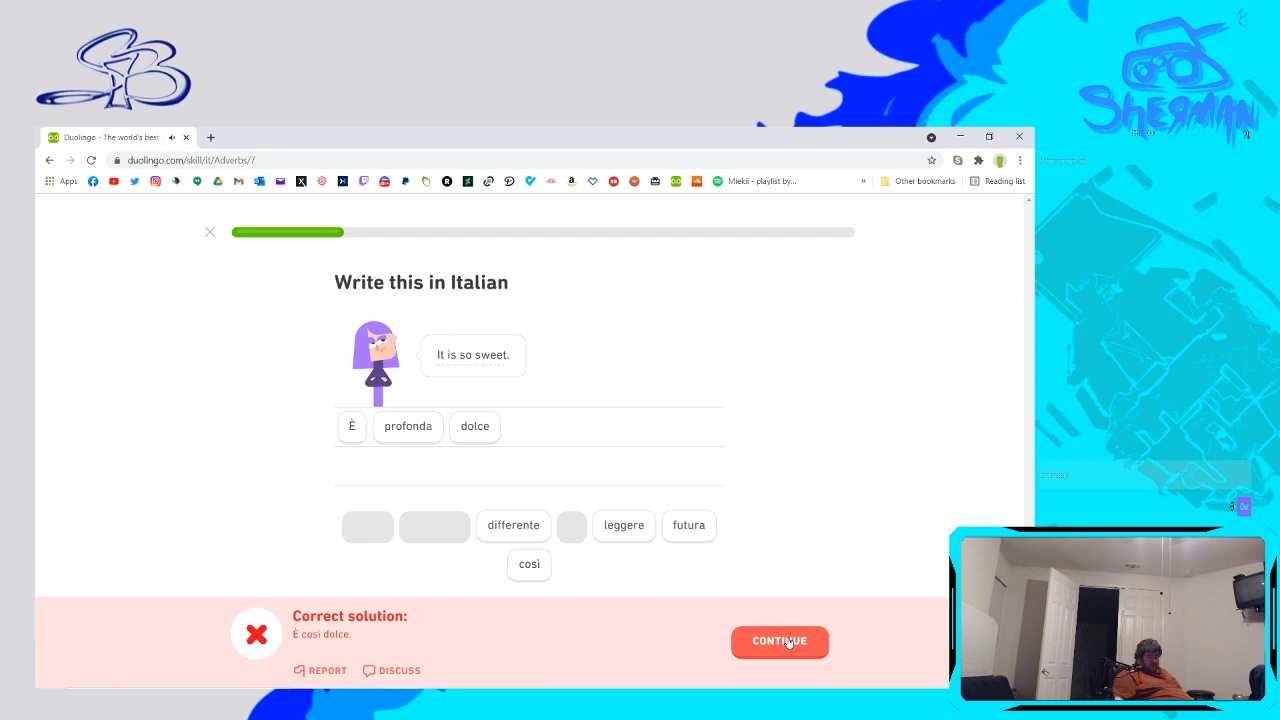 SB
SHERMAN
Duolingo - The world's best
duolingo.com/skill/it/Adverbs/7
Apps
Miekii - playlist by...
»
Other bookmarks
Reading list
Write this in Italian
It is so sweet.
È profonda dolce
differente leggere futura
così
Correct solution:
È così dolce.
REPORT DISCUSS
CONTINUE